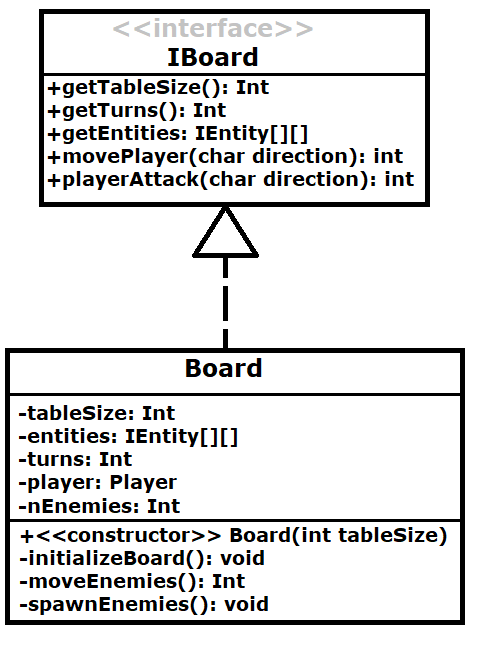 <<interface>>
IBoard
+getTableSize(): Int
+getTurns(): Int
+getEntities: IEntity[][]
+movePlayer(char direction): int
+playerAttack(char direction): int
Board
-tableSize: Int
-entities: IEntity[][]
-turns: Int
-player: Player
-nEnemies: Int
+<<constructor>> Board(int tableSize)
-initializeBoard(): void
-moveEnemies(): Int
-spawnEnemies(): void